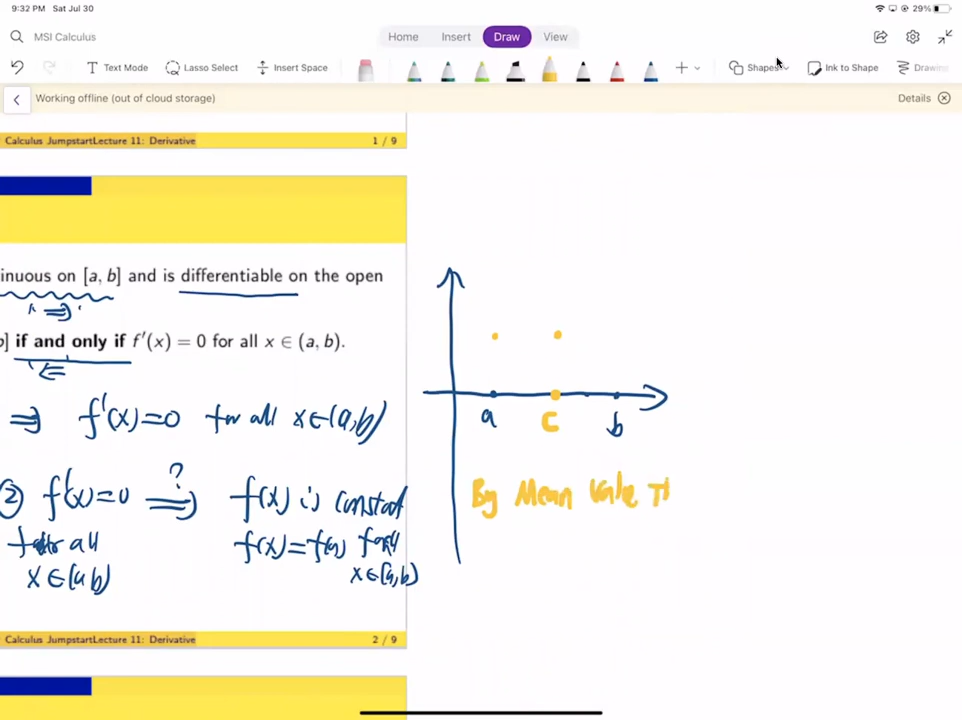 9:32 PM Sat Jul 30
29%
MSI Calculus
Home Insert Draw View
Text Mode Lasso Select Insert Space Shapes Ink to Shape Drawing
Working offline (out of cloud storage) Details
Calculus JumpstartLecture 11: Derivative 1 / 9
inuous on [a, b] and is differentiable on the open
⇒
b] if and only if f′(x) = 0 for all x ∈ (a, b).
⇐
⇒ f'(x)=0 for all x∈(a,b)
a c b
② f'(x)=0 ⇒ ? f(x) is constant
for all f(x)=f(a) for all
x∈(a,b) x∈(a,b)
By Mean Value Th
Calculus JumpstartLecture 11: Derivative 2 / 9